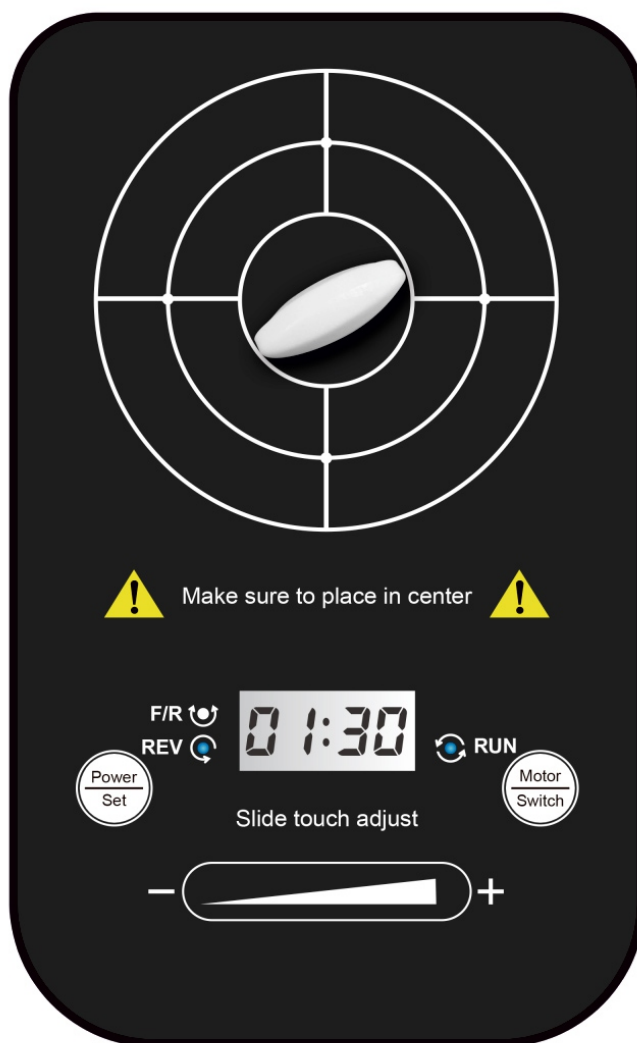 Make sure to place in center
F/R
01:30
REV
RUN
Power
Set
Motor
Switch
Slide touch adjust
− +